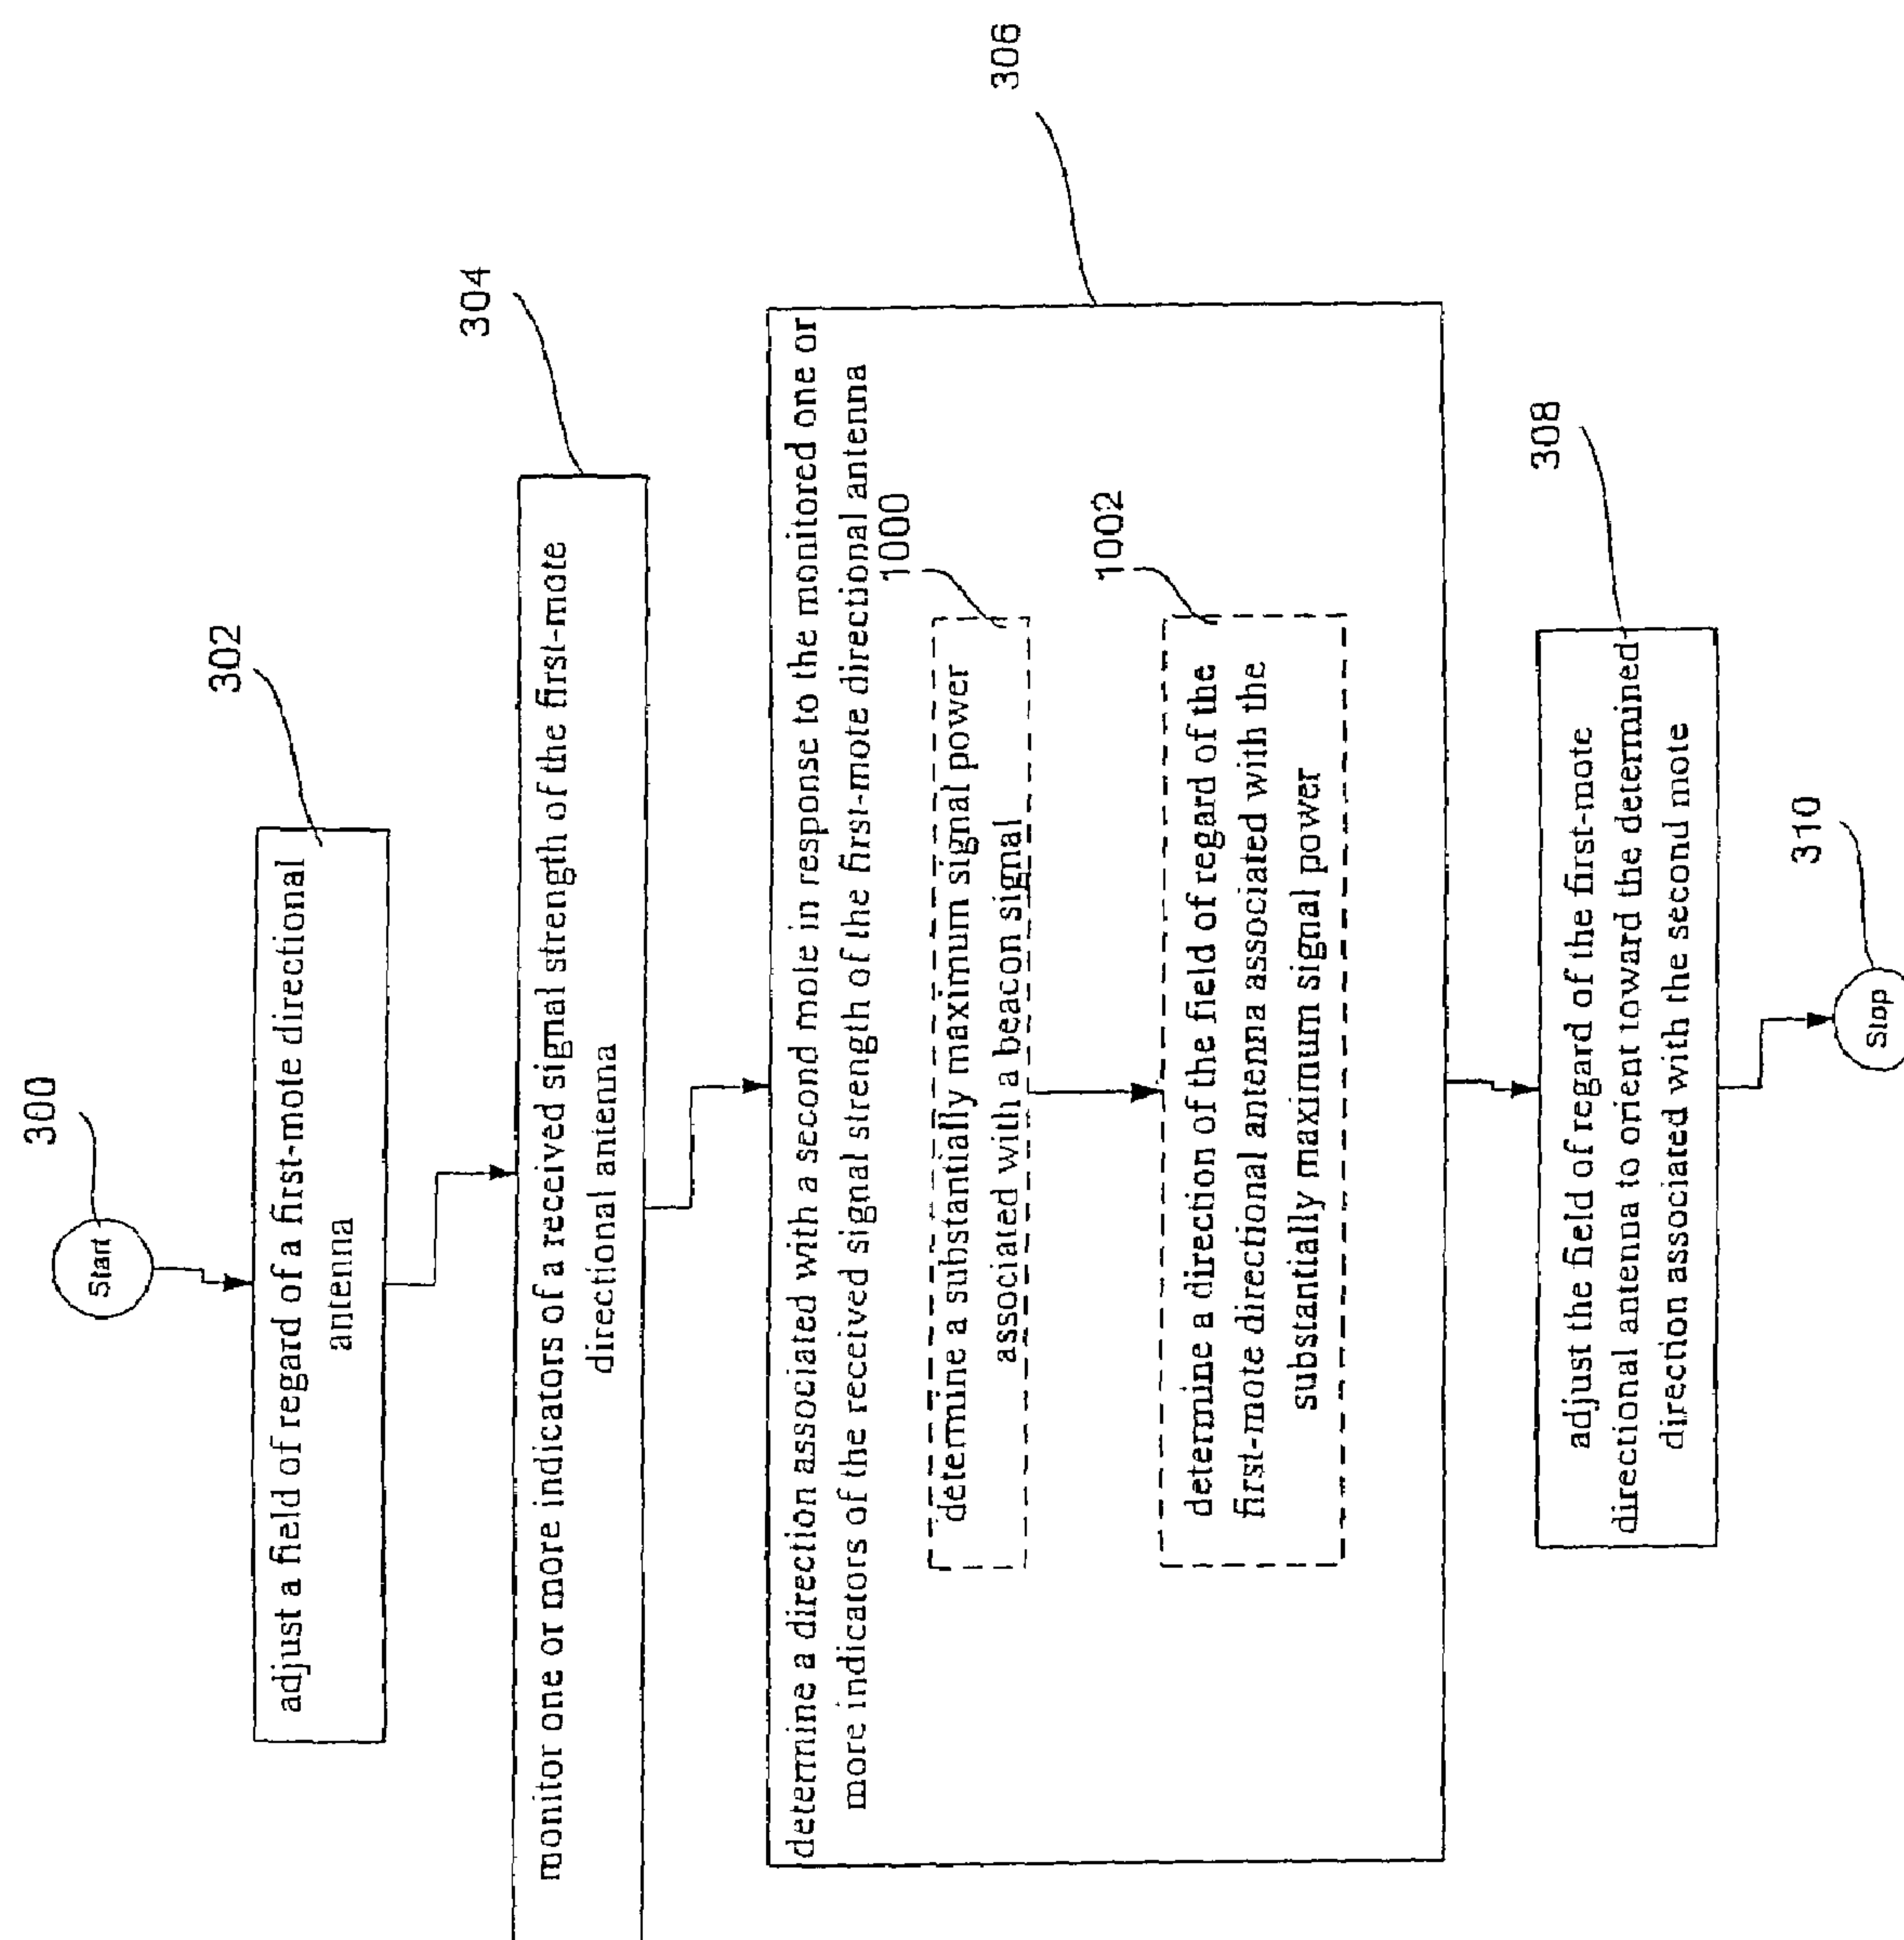 300
Start
302
adjust a field of regard of a first-mote directional
antenna
304
monitor one or more indicators of a received signal strength of the first-mote
directional antenna
306
determine a direction associated with a second mole in response to the monitored one or
more indicators of the received signal strength of the first-mote directional antenna
1000
determine a substantially maximum signal power
associated with a beacon signal
1002
determine a direction of the field of regard of the
first-mote directional antenna associated with the
substantially maximum signal power
308
adjust the field of regard of the first-mote
directional antenna to orient toward the determined
direction associated with the second mote
310
Stop